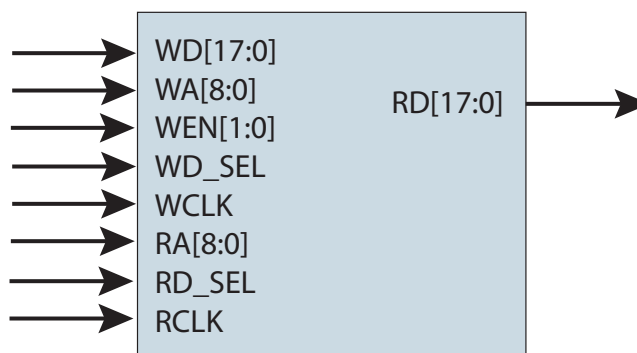 WD[17:0]
WA[8:0]
WEN[1:0]
WD_SEL
WCLK
RA[8:0]
RD_SEL
RCLK
RD[17:0]